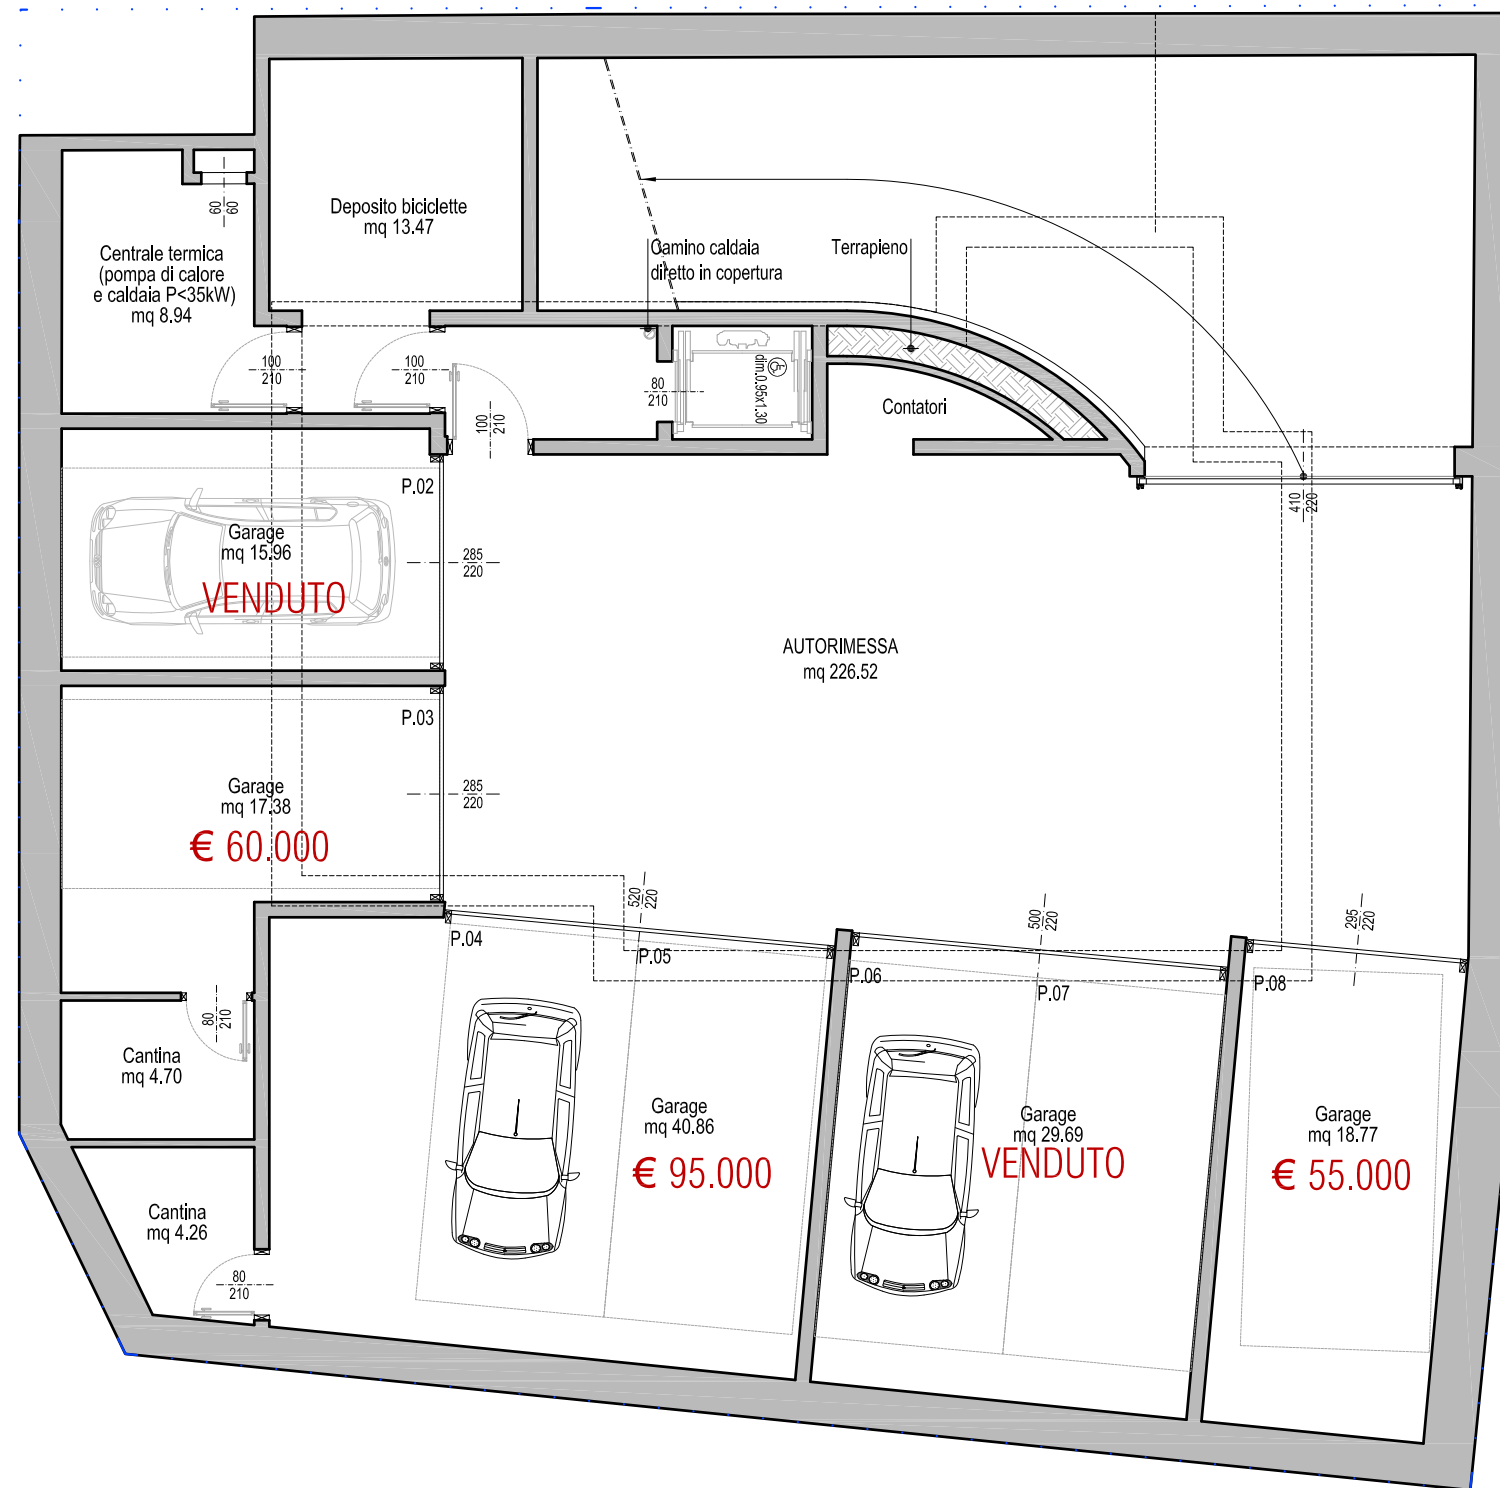 Deposito biciclette
mq 13.47
60
60
Centrale termica
(pompa di calore
e caldaia P<35kW)
mq 8.94
Camino caldaia
diretto in copertura
Terrapieno
100
210
100
210
100
210
80
210
dim.0.95x1.30
Contatori
410
220
P.02
Garage
mq 15.96
VENDUTO
285
220
AUTORIMESSA
mq 226.52
P.03
Garage
mq 17.38
€ 60.000
285
220
520
220
500
220
295
220
P.04
P.05
P.06
P.07
P.08
80
210
Cantina
mq 4.70
Garage
mq 40.86
€ 95.000
Garage
mq 29.69
VENDUTO
Garage
mq 18.77
€ 55.000
Cantina
mq 4.26
80
210